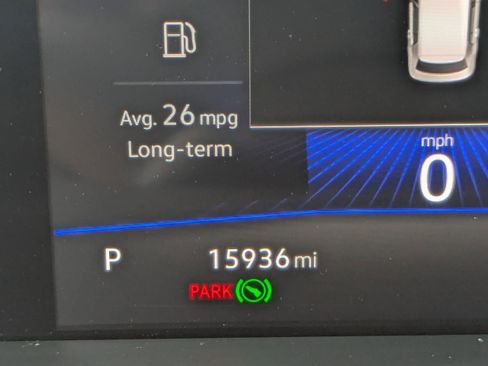 Avg. 26 mpg
Long-term
mph
0
P 15936 mi
PARK